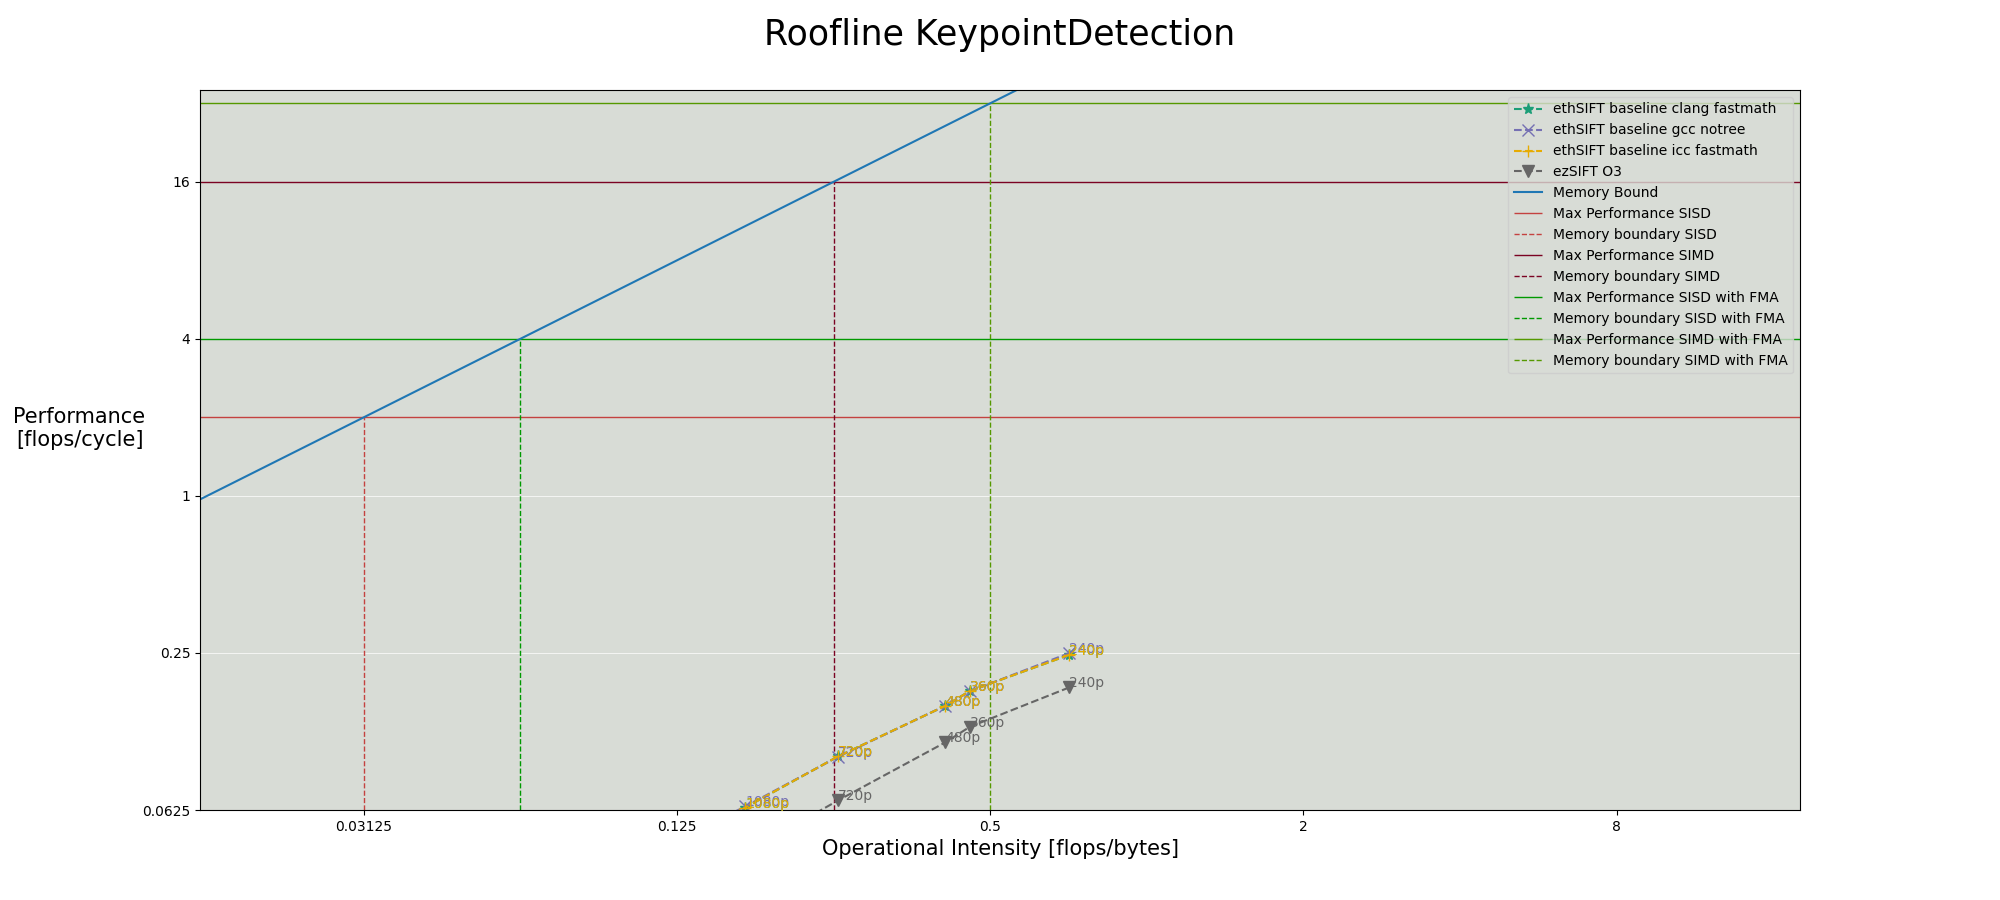 Roofline KeypointDetection
ethSIFT baseline clang fastmath
ethSIFT baseline gcc notree
ethSIFT baseline icc fastmath
ezSIFT O3
Memory Bound
Max Performance SISD
Memory boundary SISD
Max Performance SIMD
Memory boundary SIMD
Max Performance SISD with FMA
Memory boundary SISD with FMA
Max Performance SIMD with FMA
Memory boundary SIMD with FMA
16
4
1
0.25
0.0625
Performance
[flops/cycle]
240p
240p
240p
360p
360p
480p
480p
720p
720p
1080p
0.03125
0.125
0.5
2
8
Operational Intensity [flops/bytes]